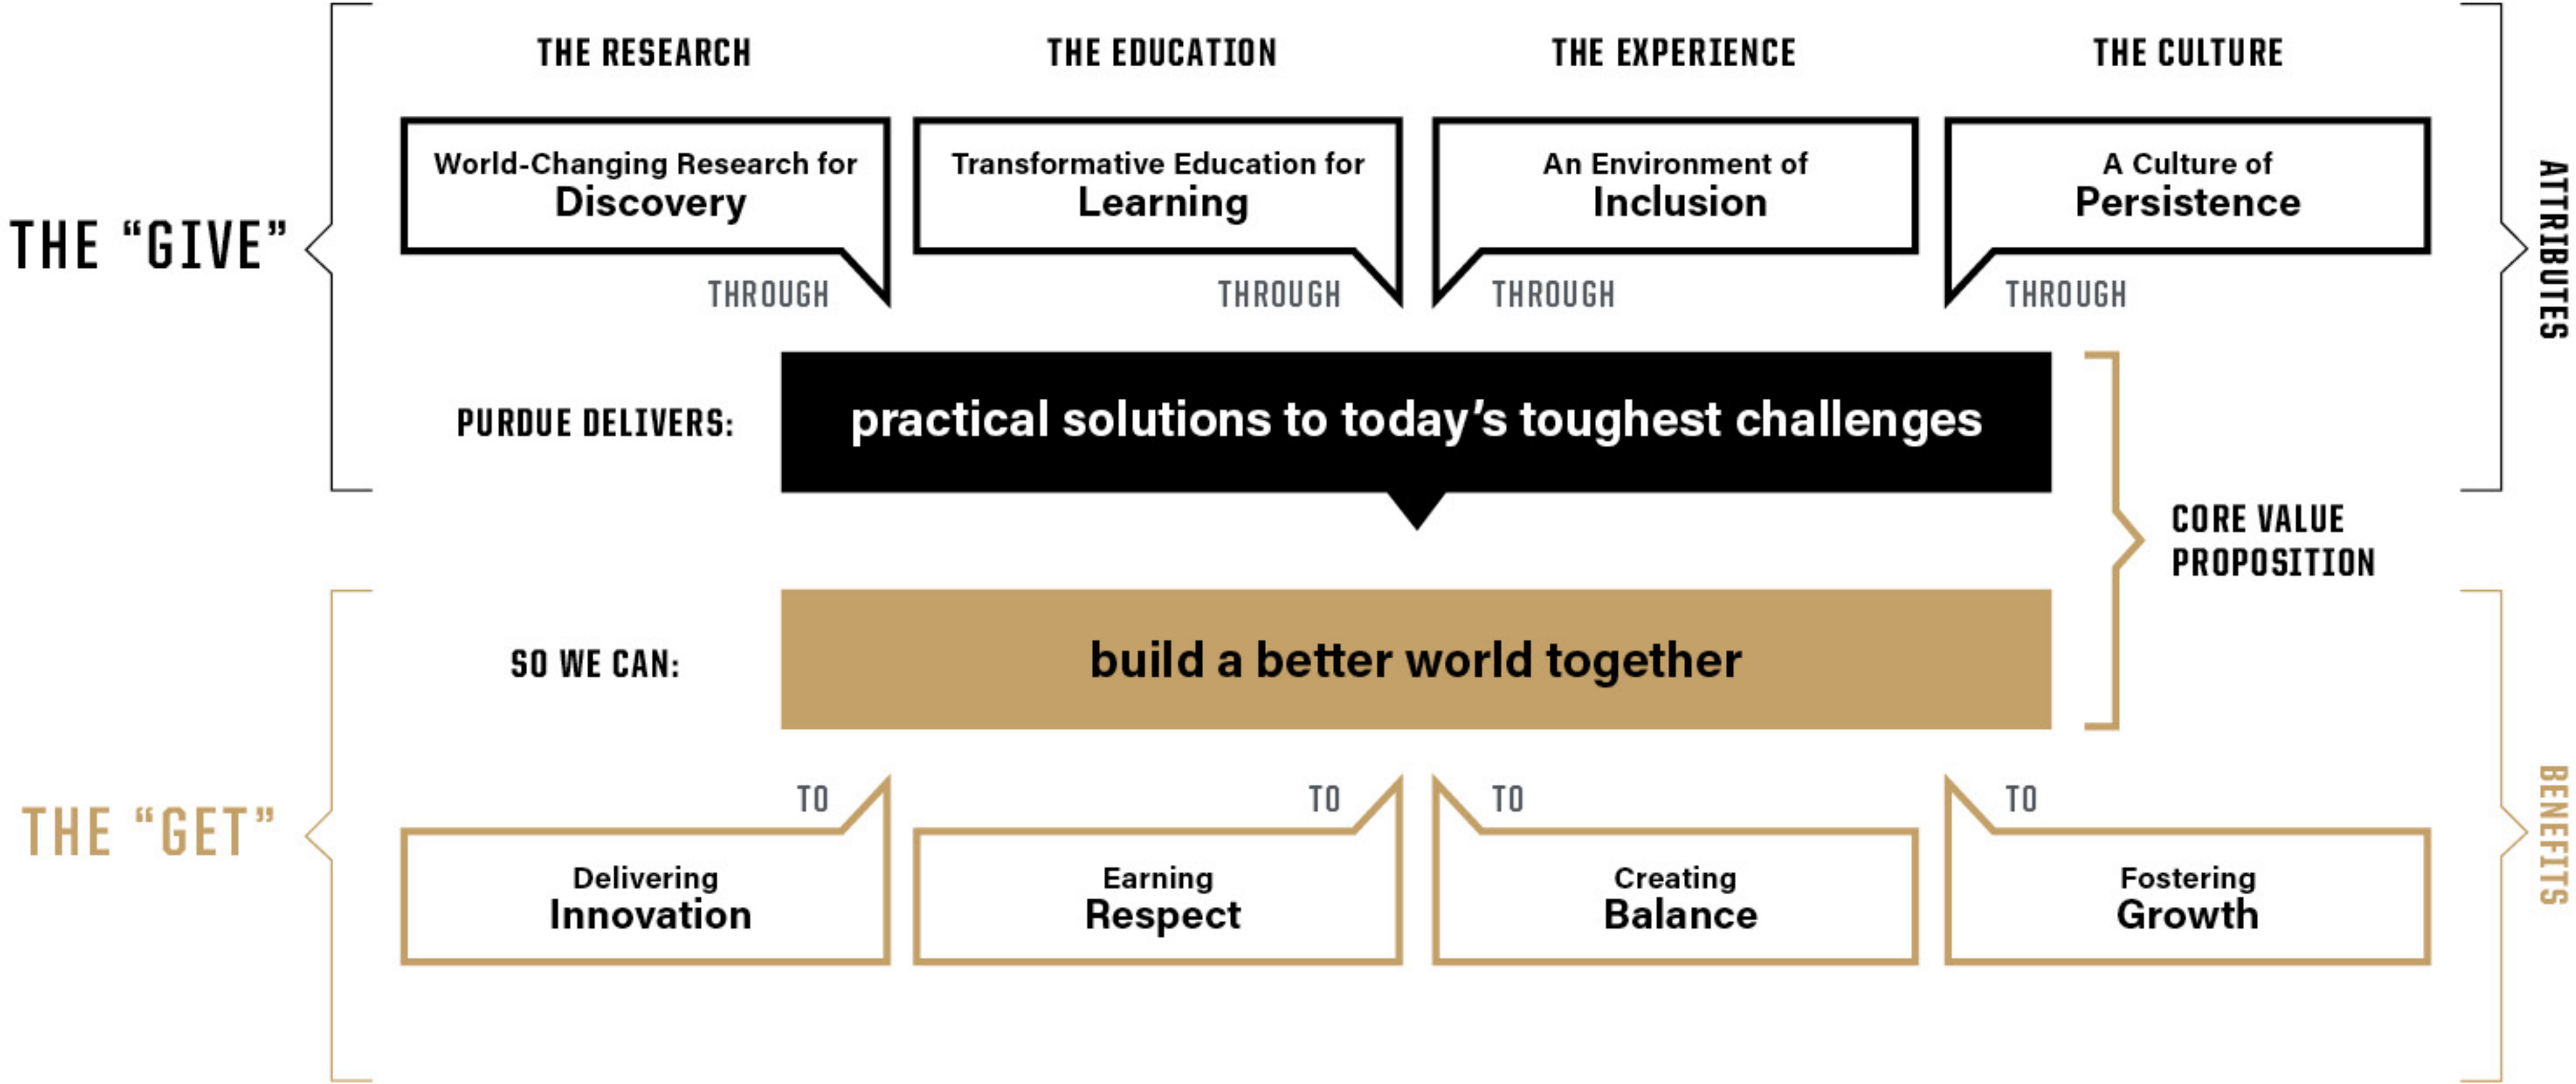 THE RESEARCH
THE EDUCATION
THE EXPERIENCE
THE CULTURE
World-Changing Research for
Discovery
Transformative Education for
Learning
An Environment of
Inclusion
A Culture of
Persistence
THE “GIVE”
ATTRIBUTES
THROUGH
THROUGH
THROUGH
THROUGH
PURDUE DELIVERS:
practical solutions to today’s toughest challenges
CORE VALUE
PROPOSITION
SO WE CAN:
build a better world together
THE “GET”
BENEFITS
TO
TO
TO
TO
Delivering
Innovation
Earning
Respect
Creating
Balance
Fostering
Growth